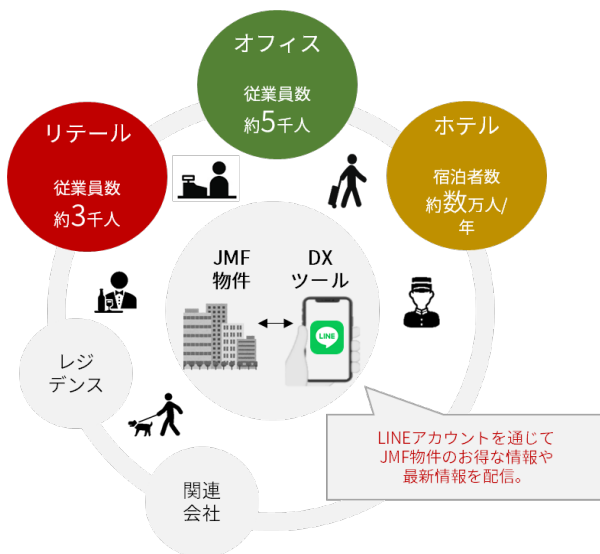 オフィス
従業員数
約5千人
リテール
従業員数
約3千人
ホテル
宿泊者数
約数万人/
年
JMF
物件
DX
ツール
LINE
レジ
デンス
関連
会社
LINEアカウントを通じて
JMF物件のお得な情報や
最新情報を配信。